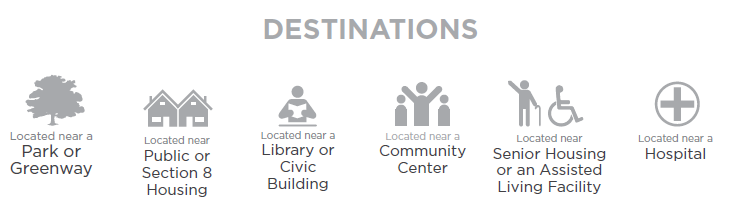 DESTINATIONS
Located near a
Park or
Greenway
Located near
Public or
Section 8
Housing
Located near a
Library or
Civic
Building
Located near a
Community
Center
Located near
Senior Housing
or an Assisted
Living Facility
Located near a
Hospital